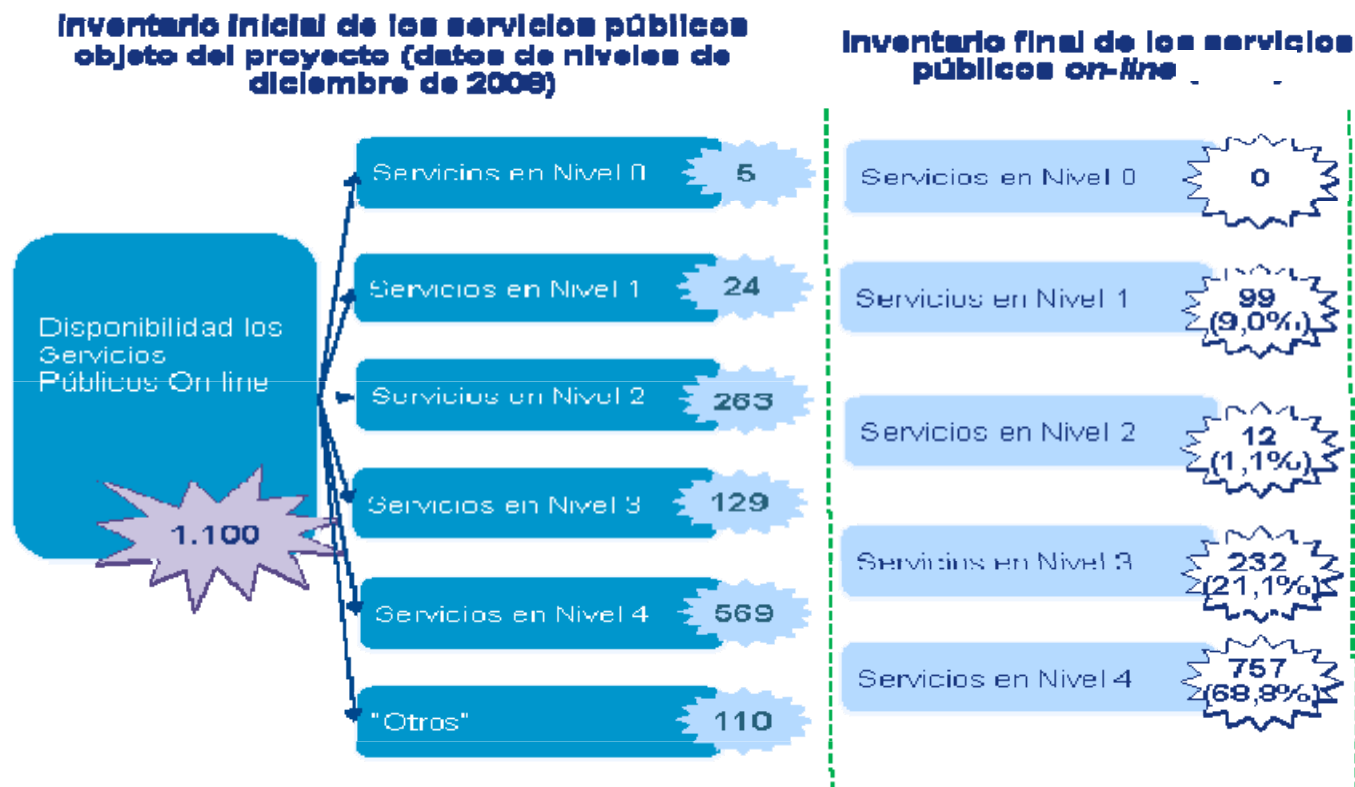 Inventario inicial de los servicios públicos
objeto del proyecto (datos de niveles de
diciembre de 2009)
Inventario final de los servicios
públicos on-line
Disponibilidad los
Servicios
Públicos On line
1.100
Servicios en Nivel 0
5
Servicios en Nivel 1
24
Servicios en Nivel 2
263
Servicios en Nivel 3
129
Servicios en Nivel 4
569
"Otros"
110
Servicios en Nivel 0
0
Servicios en Nivel 1
99
(9,0%)
Servicios en Nivel 2
12
(1,1%)
Servicios en Nivel 3
232
(21,1%)
Servicios en Nivel 4
757
(68,8%)